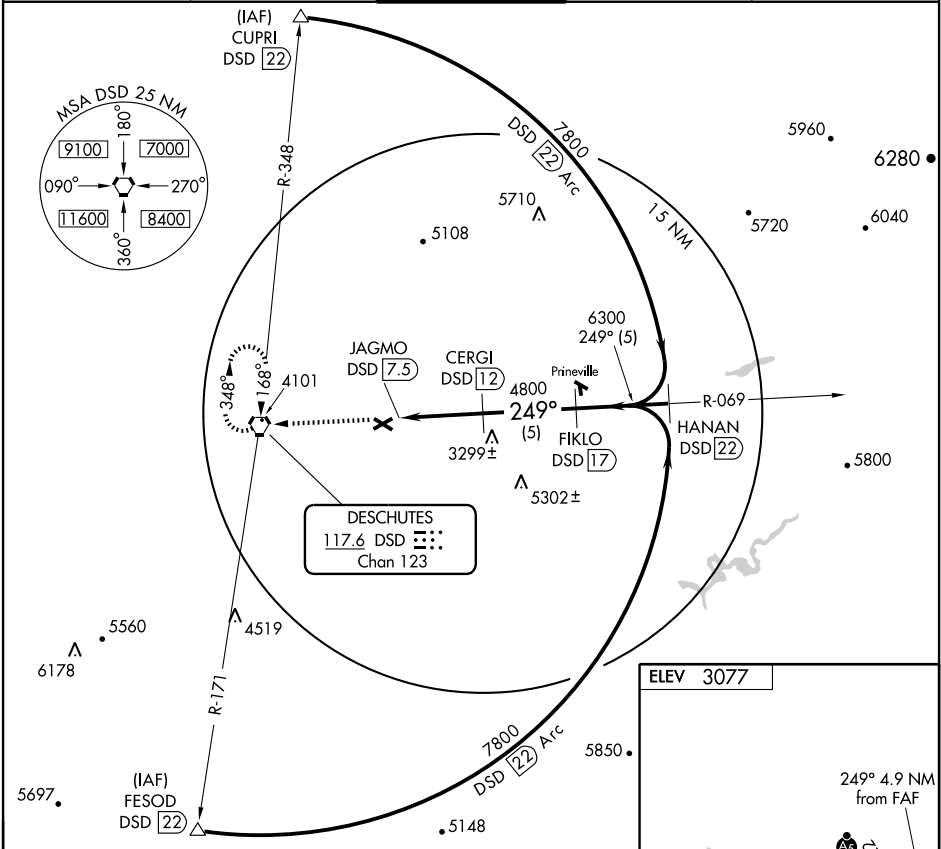 (IAF)
CUPRI
DSD 22
MSA DSD 25 NM
180°
9100
7000
090°
270°
11600
8400
360°
R-348
DSD 22 Arc
7800
5960
6280
5710
5108
15 NM
5720
6040
6300
249° (5)
JAGMO
DSD 7.5
CERGI
DSD 12
Prineville
348°
168°
4101
4800
249°
(5)
R-069
3299±
FIKLO
DSD 17
HANAN
DSD 22
5302±
5800
DESCHUTES
117.6 DSD
Chan 123
4519
5560
6178
R-171
ELEV 3077
7800
DSD 22 Arc
5850
249° 4.9 NM
from FAF
(IAF)
FESOD
DSD 22
5697
5148
A5